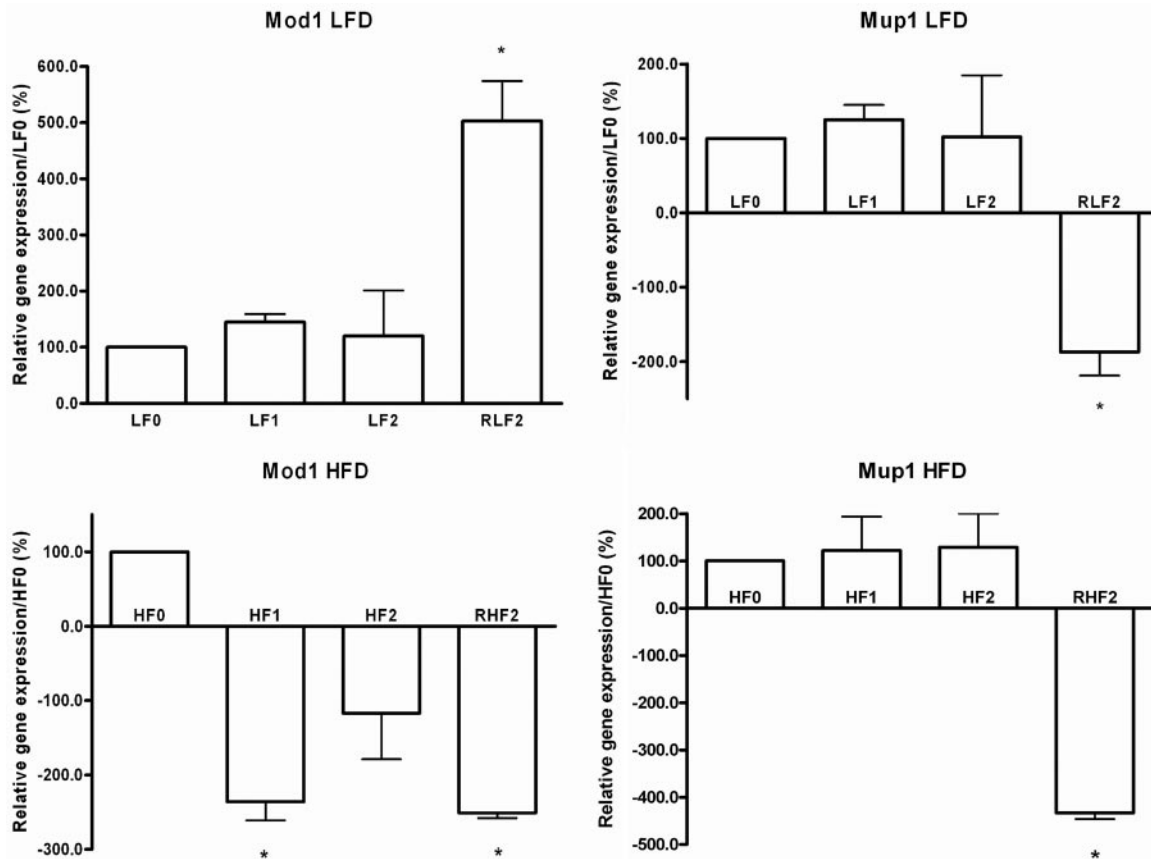 Mod1 LFD
Relative gene expression/LF0 (%)
600.0
500.0
400.0
300.0
200.0
100.0
0.0
*
LF0 LF1 LF2 RLF2
Mup1 LFD
Relative gene expression/LF0 (%)
200.0
100.0
0.0
-100.0
-200.0
LF0 LF1 LF2 RLF2
*
Mod1 HFD
Relative gene expression/HF0 (%)
100.0
0.0
-100.0
-200.0
-300.0
HF0 HF1 HF2 RHF2
* *
Mup1 HFD
Relative gene expression/HF0 (%)
200.0
100.0
0.0
-100.0
-200.0
-300.0
-400.0
-500.0
HF0 HF1 HF2 RHF2
*